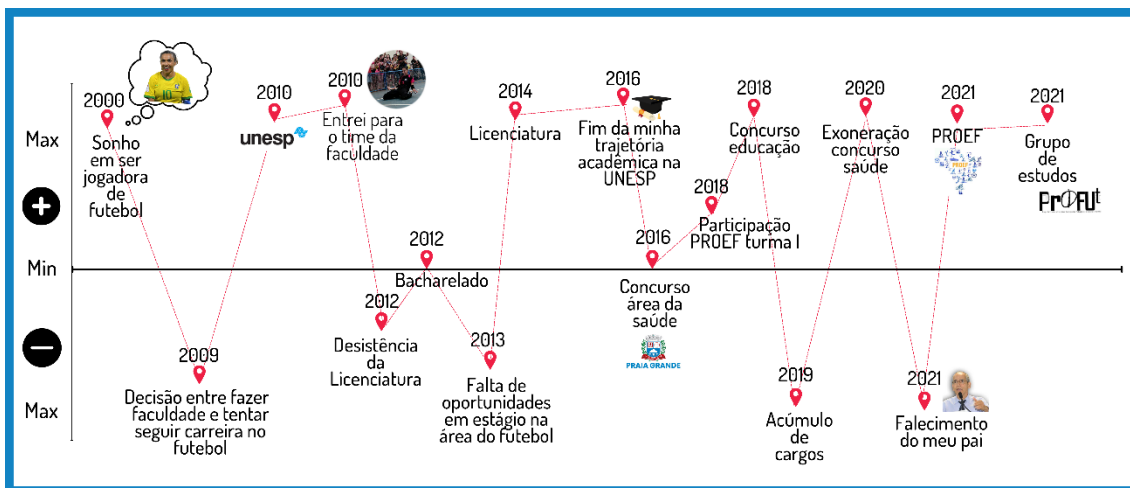 2000
Sonho
em ser
jogadora
de
futebol
2009
Decisão entre fazer
faculdade e tentar
seguir carreira no
futebol
2010
unesp
2010
Entrei para
o time da
faculdade
2012
Desistência
da
Licenciatura
2012
Bacharelado
2013
Falta de
oportunidades
em estágio na
área do futebol
2014
Licenciatura
2016
Fim da minha
trajetória
acadêmica na
UNESP
2016
Concurso
área da
saúde
PRAIA GRANDE
2018
Participação
PROEF turma I
2018
Concurso
educação
2019
Acúmulo
de
cargos
2020
Exoneração
concurso
saúde
2021
Falecimento
do meu pai
2021
PROEF
2021
Grupo
de
estudos
PrOFUt
Max
+
Min
−
Max